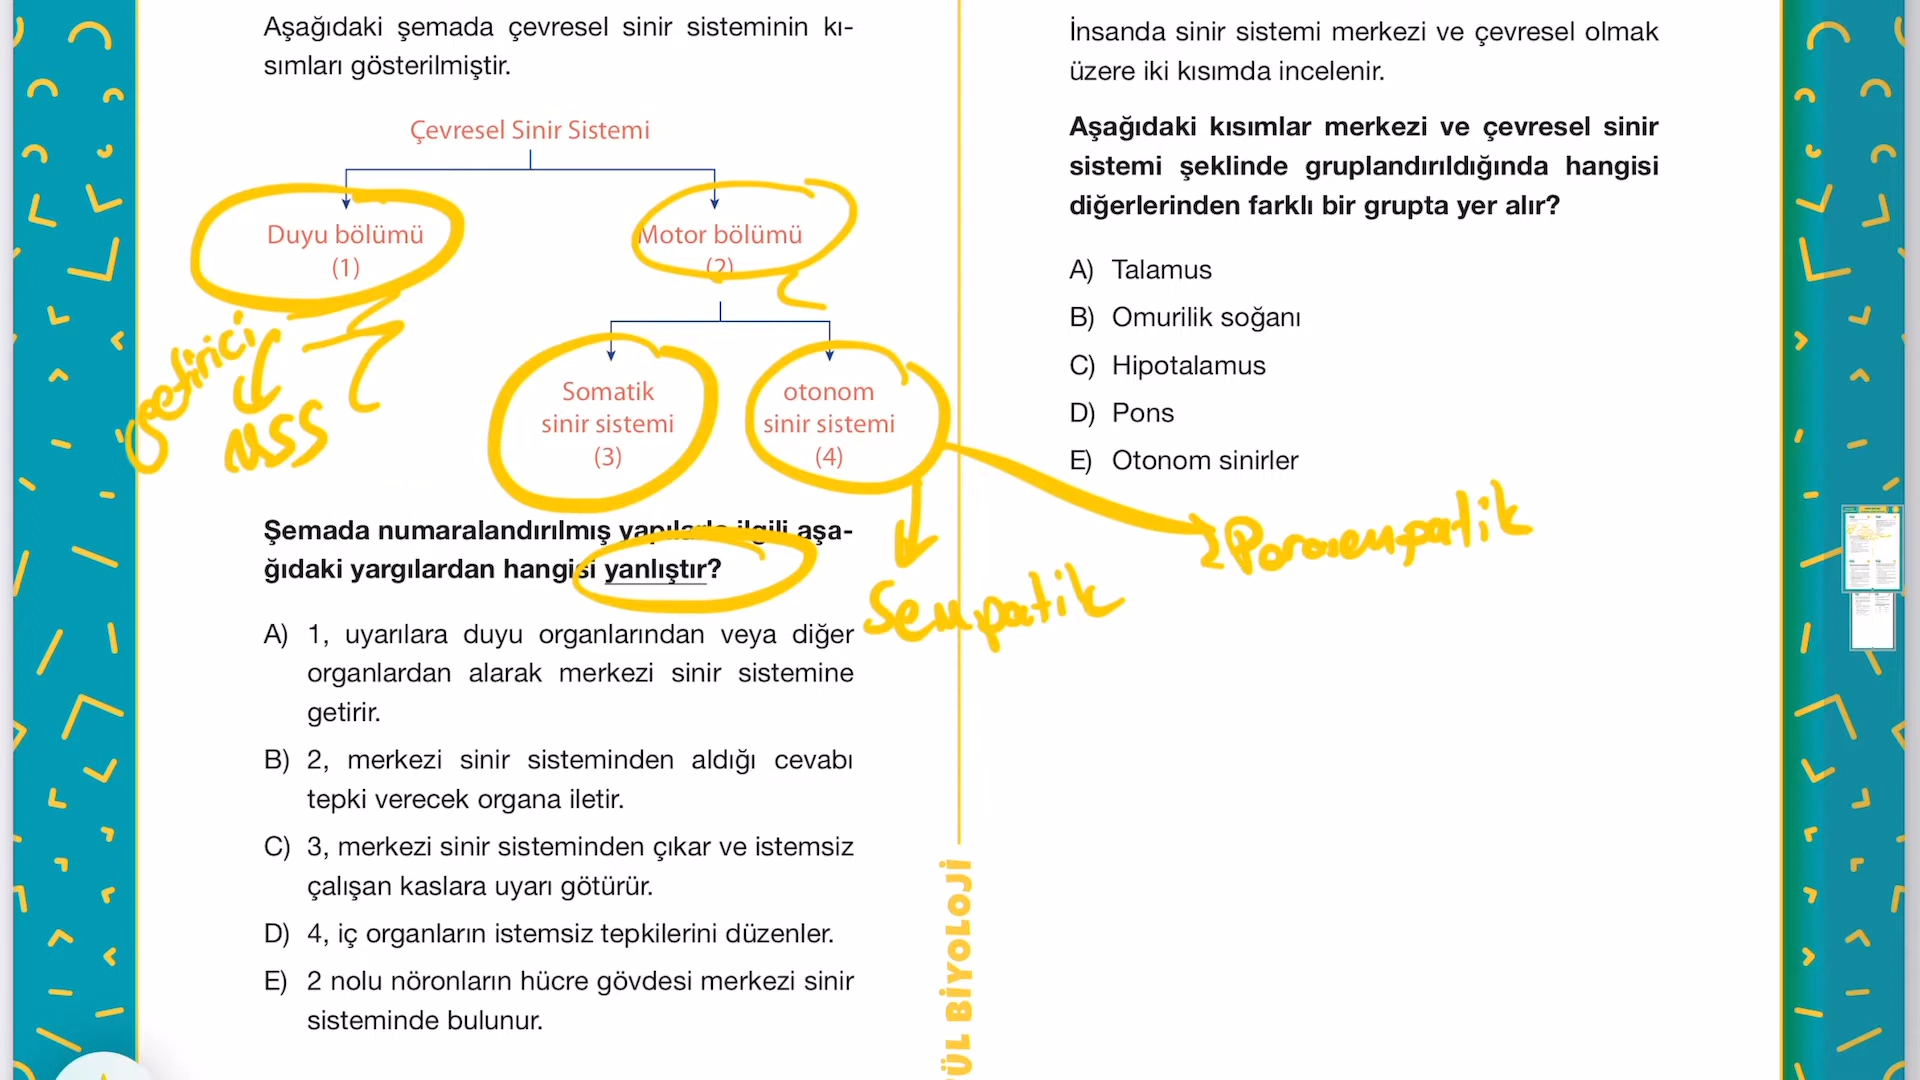 Aşağıdaki şemada çevresel sinir sisteminin kı-
sımları gösterilmiştir.
Çevresel Sinir Sistemi
Duyu bölümü
(1)
Motor bölümü
(2)
getirici
MSS
Somatik
sinir sistemi
(3)
otonom
sinir sistemi
(4)
Sempatik
Parasempatik
Şemada numaralandırılmış yapılarla ilgili aşa-
ğıdaki yargılardan hangisi yanlıştır?
A) 1, uyarılara duyu organlarından veya diğer
organlardan alarak merkezi sinir sistemine
getirir.
B) 2, merkezi sinir sisteminden aldığı cevabı
tepki verecek organa iletir.
C) 3, merkezi sinir sisteminden çıkar ve istemsiz
çalışan kaslara uyarı götürür.
D) 4, iç organların istemsiz tepkilerini düzenler.
E) 2 nolu nöronların hücre gövdesi merkezi sinir
sisteminde bulunur.
İnsanda sinir sistemi merkezi ve çevresel olmak
üzere iki kısımda incelenir.
Aşağıdaki kısımlar merkezi ve çevresel sinir
sistemi şeklinde gruplandırıldığında hangisi
diğerlerinden farklı bir grupta yer alır?
A) Talamus
B) Omurilik soğanı
C) Hipotalamus
D) Pons
E) Otonom sinirler
ÜL BİYOLOJİ